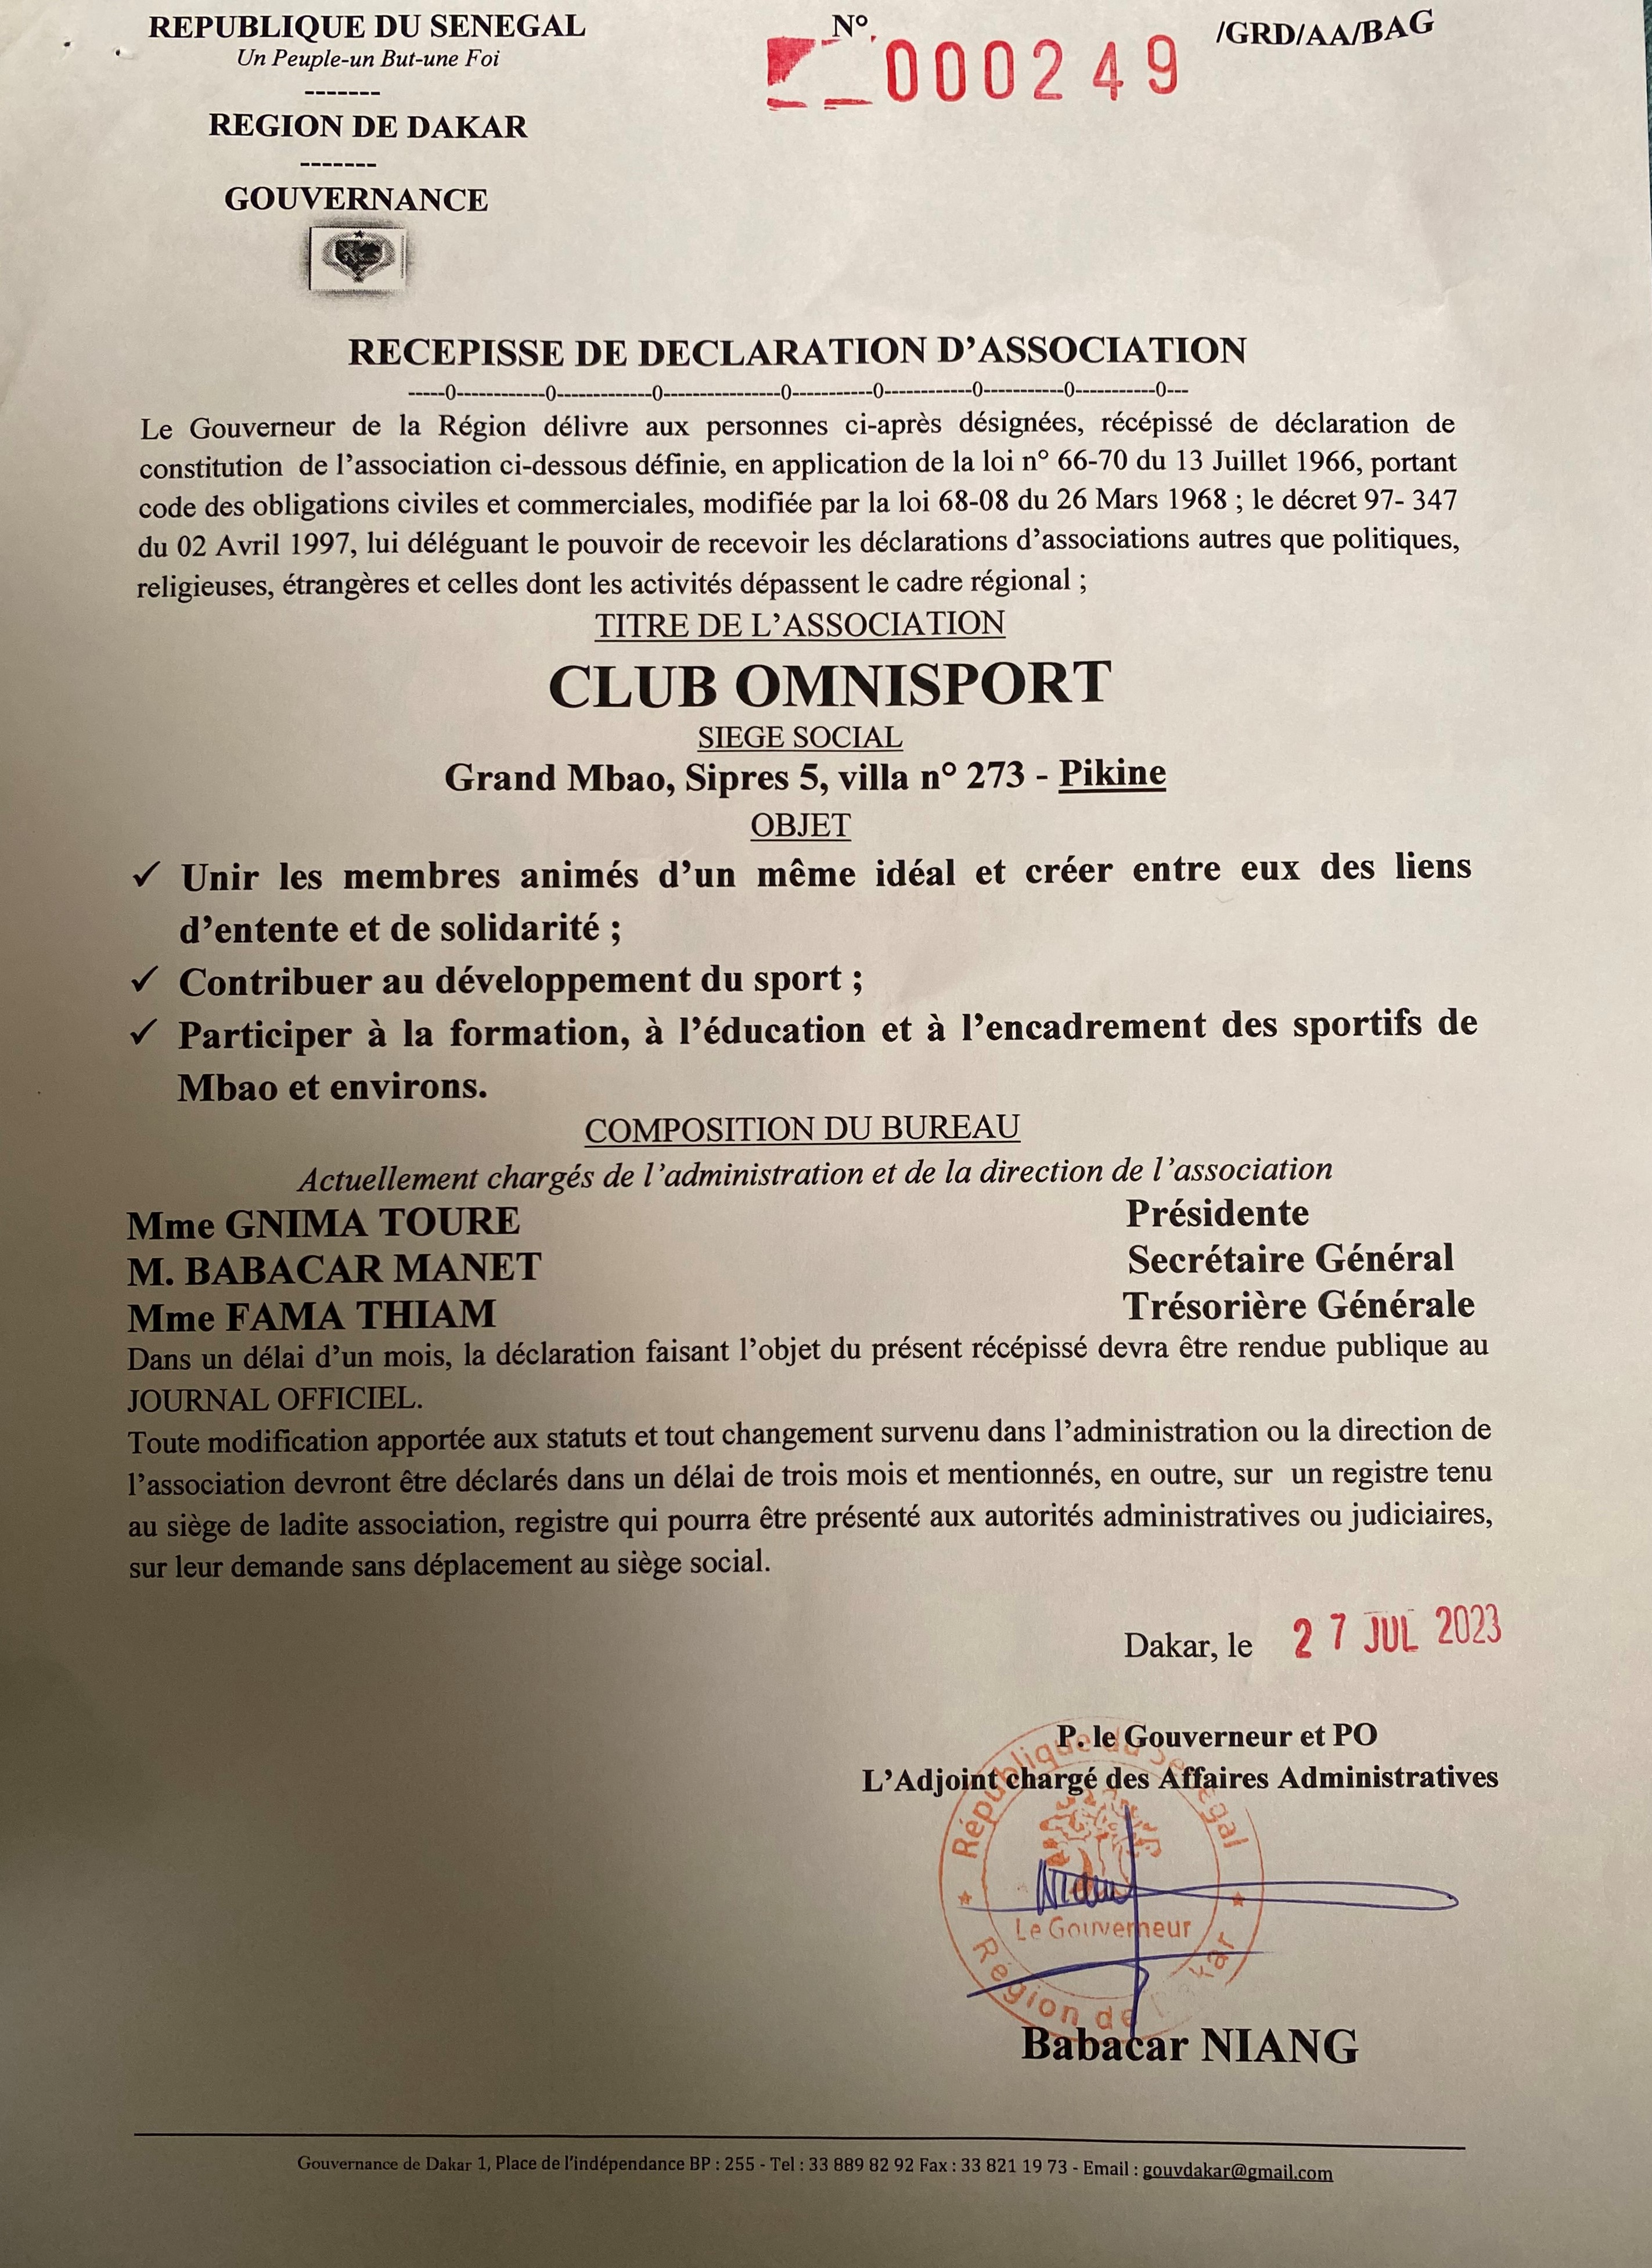 REPUBLIQUE DU SENEGAL
Un Peuple-un But-une Foi
-------
REGION DE DAKAR
-------
GOUVERNANCE
N° 000249 /GRD/AA/BAG
RECEPISSE DE DECLARATION D'ASSOCIATION
-----0------------0-------------0----------------0-----------0------------0-----------0-----------0---
Le Gouverneur de la Région délivre aux personnes ci-après désignées, récépissé de déclaration de
constitution de l'association ci-dessous définie, en application de la loi n° 66-70 du 13 Juillet 1966, portant
code des obligations civiles et commerciales, modifiée par la loi 68-08 du 26 Mars 1968 ; le décret 97- 347
du 02 Avril 1997, lui déléguant le pouvoir de recevoir les déclarations d'associations autres que politiques,
religieuses, étrangères et celles dont les activités dépassent le cadre régional ;
TITRE DE L'ASSOCIATION
CLUB OMNISPORT
SIEGE SOCIAL
Grand Mbao, Sipres 5, villa n° 273 - Pikine
OBJET
✓ Unir les membres animés d'un même idéal et créer entre eux des liens
d'entente et de solidarité ;
✓ Contribuer au développement du sport ;
✓ Participer à la formation, à l'éducation et à l'encadrement des sportifs de
Mbao et environs.
COMPOSITION DU BUREAU
Actuellement chargés de l'administration et de la direction de l'association
Mme GNIMA TOURE Présidente
M. BABACAR MANET Secrétaire Général
Mme FAMA THIAM Trésorière Générale
Dans un délai d'un mois, la déclaration faisant l'objet du présent récépissé devra être rendue publique au
JOURNAL OFFICIEL.
Toute modification apportée aux statuts et tout changement survenu dans l'administration ou la direction de
l'association devront être déclarés dans un délai de trois mois et mentionnés, en outre, sur un registre tenu
au siège de ladite association, registre qui pourra être présenté aux autorités administratives ou judiciaires,
sur leur demande sans déplacement au siège social.
Dakar, le 27 JUL 2023
P. le Gouverneur et PO
L'Adjoint chargé des Affaires Administratives
République du Sénégal
Le Gouverneur
Région de Dakar
Babacar NIANG
Gouvernance de Dakar 1, Place de l'indépendance BP : 255 - Tel : 33 889 82 92 Fax : 33 821 19 73 - Email : gouvdakar@gmail.com